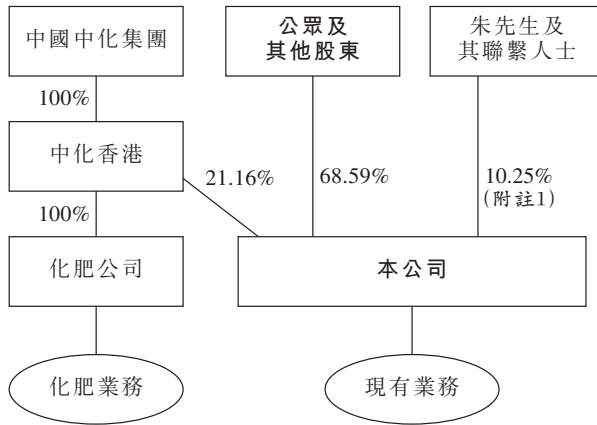 中國中化集團
公眾及
其他股東
朱先生及
其聯繫人士
100%
中化香港
21.16%
68.59%
10.25%
(附註1)
100%
化肥公司
本公司
化肥業務
現有業務